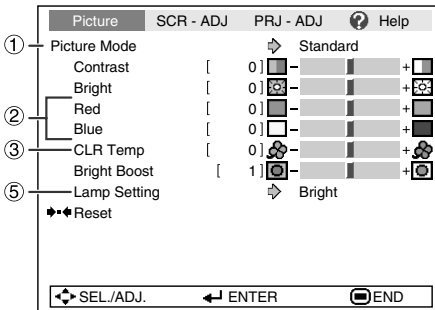 Picture SCR - ADJ PRJ - ADJ ? Help
① Picture Mode Standard
Contrast [ 0 ] - +
Bright [ 0 ] - +
② Red [ 0 ] - +
Blue [ 0 ] - +
③ CLR Temp [ 0 ] - +
Bright Boost [ 1 ] - +
⑤ Lamp Setting Bright
Reset
SEL./ADJ. ENTER END